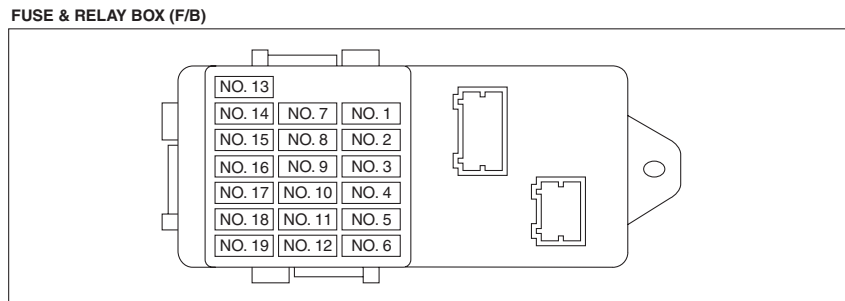 FUSE & RELAY BOX (F/B)
NO. 13
NO. 14 NO. 7 NO. 1
NO. 15 NO. 8 NO. 2
NO. 16 NO. 9 NO. 3
NO. 17 NO. 10 NO. 4
NO. 18 NO. 11 NO. 5
NO. 19 NO. 12 NO. 6